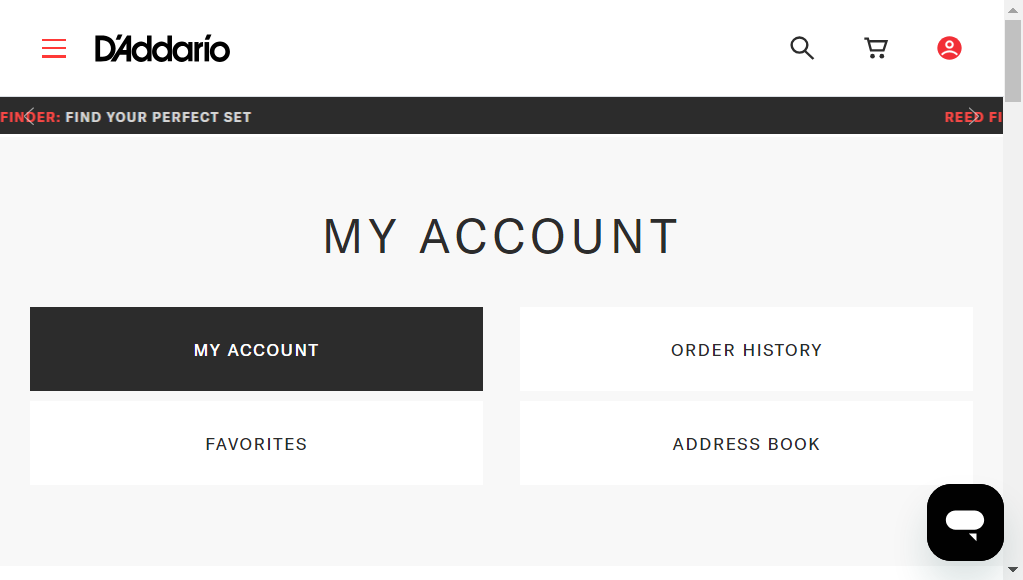 D'Addario
FINDER: FIND YOUR PERFECT SET
REED FI
MY ACCOUNT
MY ACCOUNT
ORDER HISTORY
FAVORITES
ADDRESS BOOK